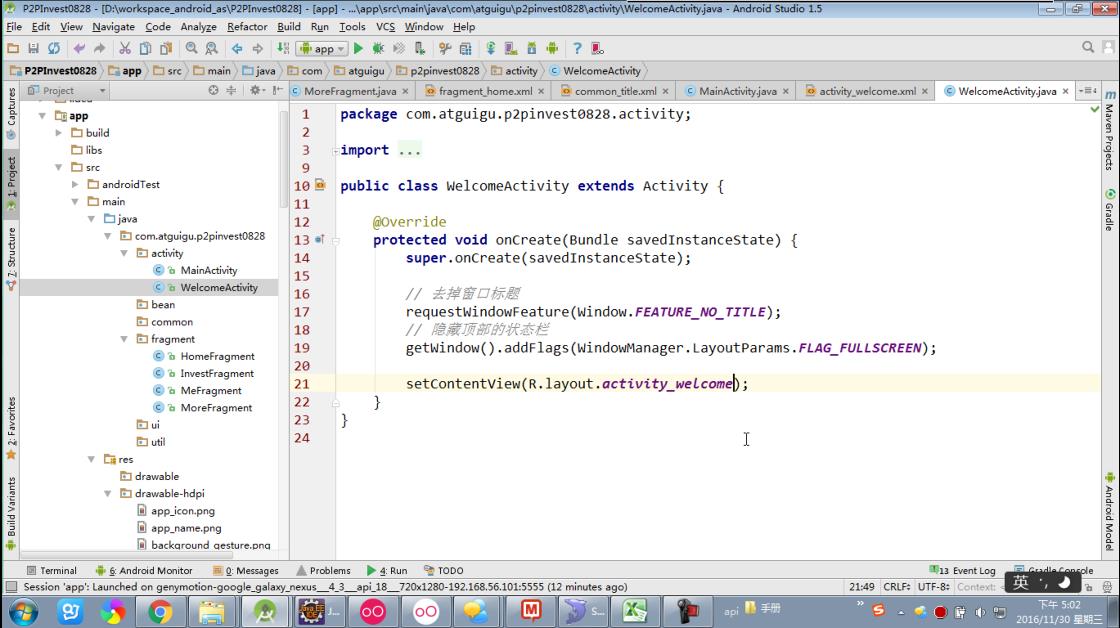 P2PInvest0828 - [D:\workspace_android_as\P2PInvest0828] - [app] - ...\app\src\main\java\com\atguigu\p2pinvest0828\activity\WelcomeActivity.java - Android Studio 1.5
File Edit View Navigate Code Analyze Refactor Build Run Tools VCS Window Help
app
P2PInvest0828 app src main java com atguigu p2pinvest0828 activity WelcomeActivity
Project
MoreFragment.java fragment_home.xml common_title.xml MainActivity.java activity_welcome.xml WelcomeActivity.java
Captures
1: Project
7: Structure
2: Favorites
Build Variants
app
build
libs
src
androidTest
main
java
com.atguigu.p2pinvest0828
activity
MainActivity
WelcomeActivity
bean
common
fragment
HomeFragment
InvestFragment
MeFragment
MoreFragment
ui
util
res
drawable
drawable-hdpi
app_icon.png
app_name.png
background_gesture.png
1 package com.atguigu.p2pinvest0828.activity;
2
3 import ...
9
10 public class WelcomeActivity extends Activity {
11
12 @Override
13 protected void onCreate(Bundle savedInstanceState) {
14 super.onCreate(savedInstanceState);
15
16 // 去掉窗口标题
17 requestWindowFeature(Window.FEATURE_NO_TITLE);
18 // 隐藏顶部的状态栏
19 getWindow().addFlags(WindowManager.LayoutParams.FLAG_FULLSCREEN);
20
21 setContentView(R.layout.activity_welcome);
22 }
23 }
24
Maven Projects
Gradle
Android Model
Terminal 6: Android Monitor 0: Messages Problems 4: Run TODO 13 Event Log Gradle Console
Session 'app': Launched on genymotion-google_galaxy_nexus__4_3__api_18__720x1280-192.168.56.101:5555 (12 minutes ago) 21:49 CRLF UTF-8 Context:
英
api 手册
下午 5:02
2016/11/30 星期三